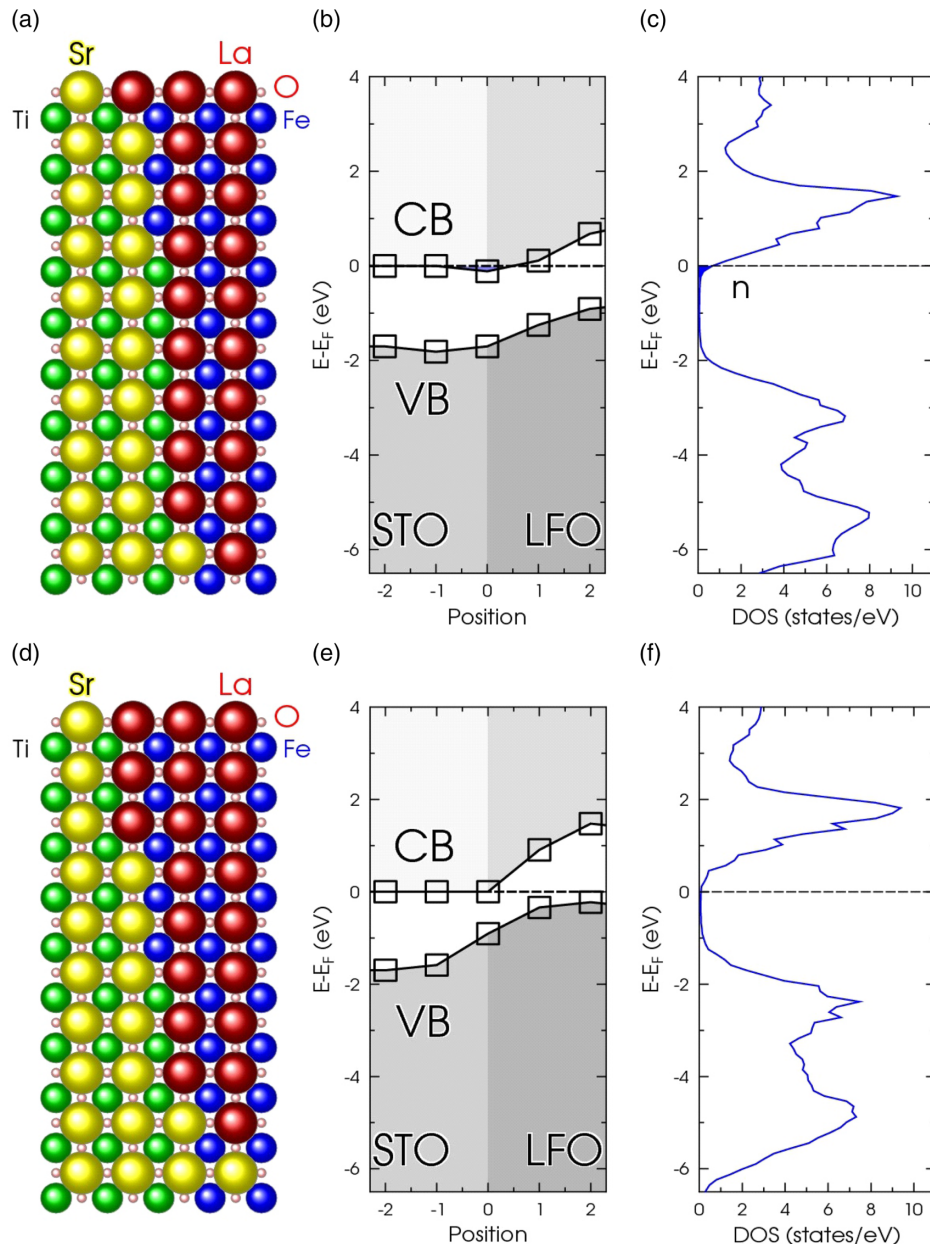 (a)
(b)
(c)
Sr
La
O
Ti
Fe
4
2
0
-2
-4
-6
E-E_F (eV)
CB
VB
STO
LFO
-2
-1
0
1
2
Position
4
2
0
-2
-4
-6
E-E_F (eV)
n
0
2
4
6
8
10
DOS (states/eV)
(d)
(e)
(f)
Sr
La
O
Ti
Fe
4
2
0
-2
-4
-6
E-E_F (eV)
CB
VB
STO
LFO
-2
-1
0
1
2
Position
4
2
0
-2
-4
-6
E-E_F (eV)
0
2
4
6
8
10
DOS (states/eV)